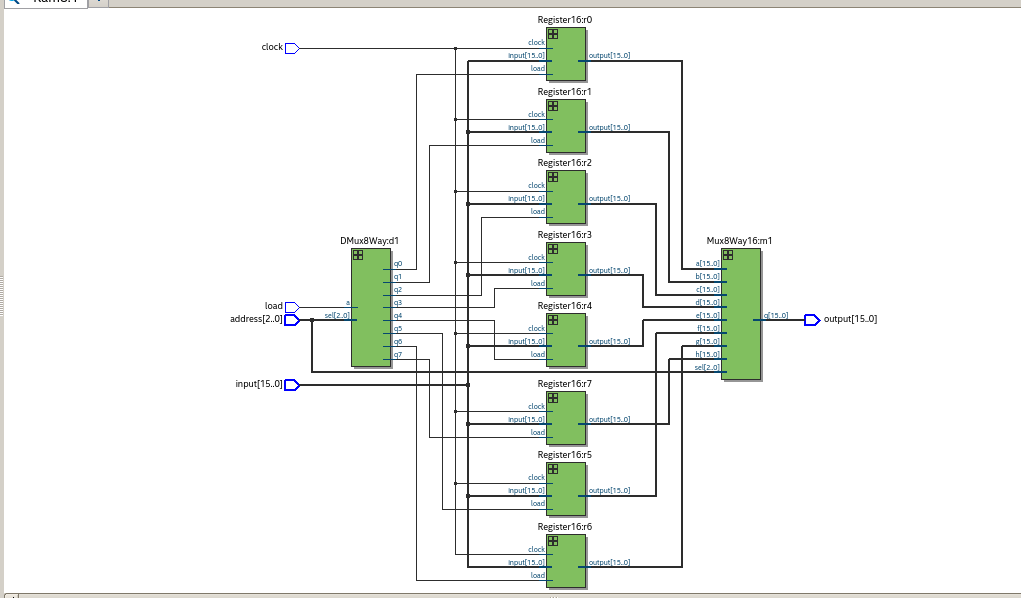 Register16:r0
clock
clock
input[15..0]
output[15..0]
load
Register16:r1
clock
input[15..0]
output[15..0]
load
Register16:r2
clock
input[15..0]
output[15..0]
load
Register16:r3
DMux8Way:d1
Mux8Way16:m1
clock
q0
a[15..0]
input[15..0]
output[15..0]
q1
b[15..0]
load
q2
c[15..0]
load
a
q3
Register16:r4
d[15..0]
address[2..0]
sel[2..0]
q4
e[15..0]
q[15..0]
output[15..0]
q5
clock
f[15..0]
q6
input[15..0]
output[15..0]
g[15..0]
q7
load
h[15..0]
sel[2..0]
input[15..0]
Register16:r7
clock
input[15..0]
output[15..0]
load
Register16:r5
clock
input[15..0]
output[15..0]
load
Register16:r6
clock
input[15..0]
output[15..0]
load